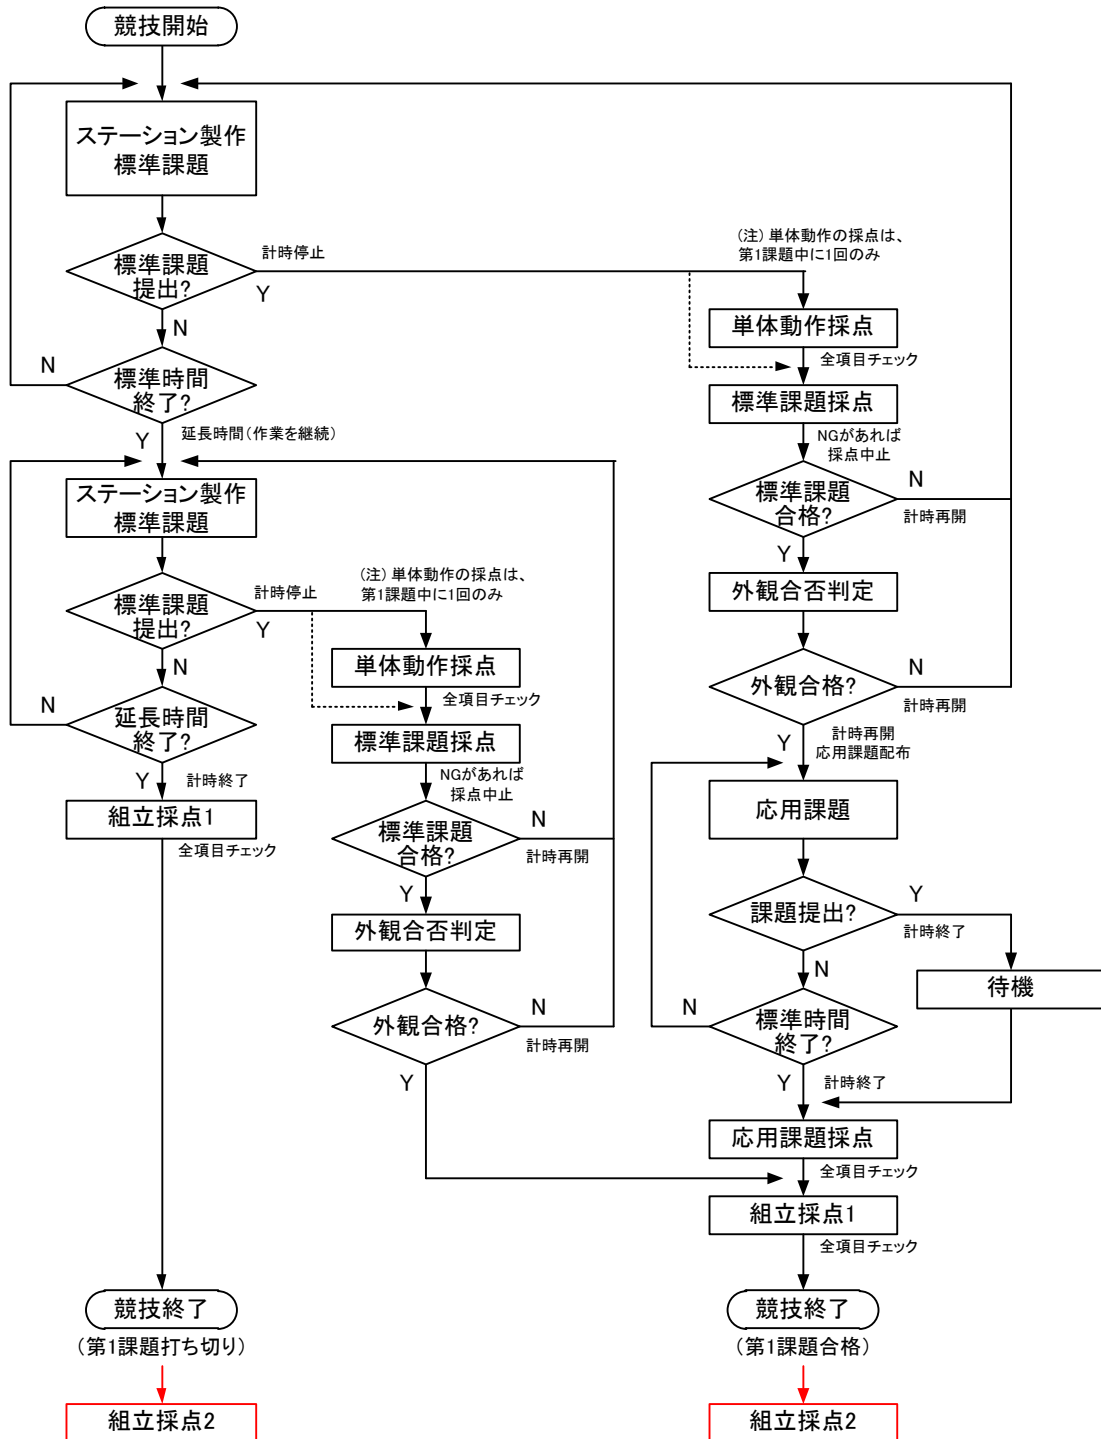 競技開始
ステーション製作
標準課題
標準課題
提出?
計時停止
Y
N
(注) 単体動作の採点は、
第1課題中に1回のみ
単体動作採点
全項目チェック
標準時間
終了?
N
Y
延長時間(作業を継続)
標準課題採点
NGがあれば
採点中止
標準課題
合格?
N
計時再開
Y
外観合否判定
外観合格?
N
計時再開
Y
計時再開
応用課題配布
応用課題
課題提出?
Y
計時終了
N
待機
標準時間
終了?
N
Y
計時終了
応用課題採点
全項目チェック
組立採点1
全項目チェック
競技終了
(第1課題合格)
組立採点2
ステーション製作
標準課題
標準課題
提出?
計時停止
Y
N
(注) 単体動作の採点は、
第1課題中に1回のみ
単体動作採点
全項目チェック
標準課題採点
NGがあれば
採点中止
標準課題
合格?
N
計時再開
Y
外観合否判定
外観合格?
N
計時再開
Y
延長時間
終了?
N
Y
計時終了
組立採点1
全項目チェック
競技終了
(第1課題打ち切り)
組立採点2